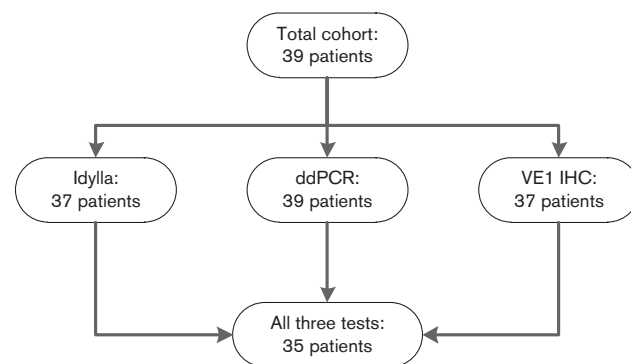 Total cohort:
39 patients
Idylla:
37 patients
ddPCR:
39 patients
VE1 IHC:
37 patients
All three tests:
35 patients